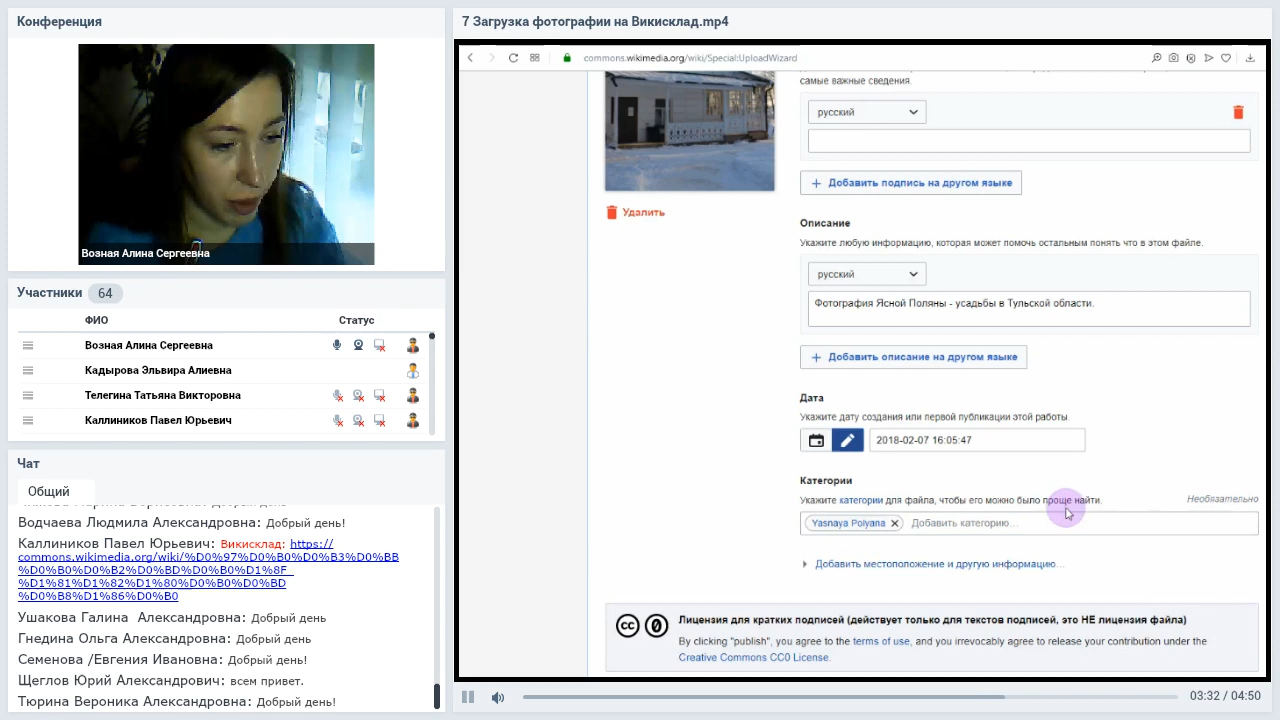 Конференция
Возная Алина Сергеевна
Участники 64
ФИО Статус
Возная Алина Сергеевна
Кадырова Эльвира Алиевна
Телегина Татьяна Викторовна
Каллиников Павел Юрьевич
Чат
Общий
Водчаева Людмила Александровна: Добрый день!
Каллиников Павел Юрьевич: Викисклад: https://
commons.wikimedia.org/wiki/%D0%97%D0%B0%D0%B3%D0%BB
%D0%B0%D0%B2%D0%BD%D0%B0%D1%8F_
%D1%81%D1%82%D1%80%D0%B0%D0%BD
%D0%B8%D1%86%D0%B0
Ушакова Галина Александровна: Добрый день
Гнедина Ольга Александровна: Добрый день
Семенова /Евгения Ивановна: Добрый день!
Щеглов Юрий Александрович: всем привет.
Тюрина Вероника Александровна: Добрый день!
7 Загрузка фотографии на Викисклад.mp4
commons.wikimedia.org/wiki/Special:UploadWizard
самые важные сведения.
русский
+ Добавить подпись на другом языке
Удалить
Описание
Укажите любую информацию, которая может помочь остальным понять что в этом файле.
русский
Фотография Ясной Поляны - усадьбы в Тульской области.
+ Добавить описание на другом языке
Дата
Укажите дату создания или первой публикации этой работы.
2018-02-07 16:05:47
Категории
Укажите категории для файла, чтобы его можно было проще найти. Необязательно
Yasnaya Polyana Добавить категорию...
Добавить местоположение и другую информацию...
cc 0 Лицензия для кратких подписей (действует только для текстов подписей, это НЕ лицензия файла)
By clicking "publish", you agree to the terms of use, and you irrevocably agree to release your contribution under the
Creative Commons CC0 License.
03:32 / 04:50